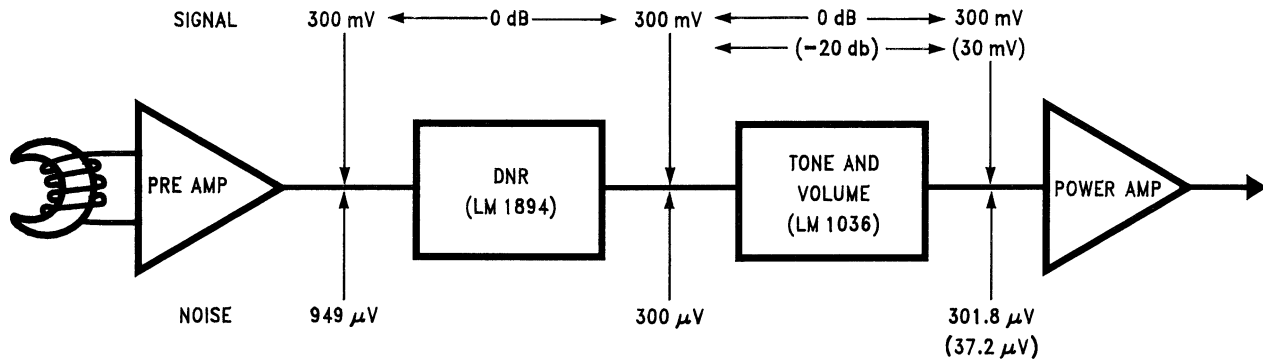 SIGNAL 300 mV 0 dB 300 mV 0 dB 300 mV
(-20 db) (30 mV)
PRE AMP
DNR
(LM 1894)
TONE AND
VOLUME
(LM 1036)
POWER AMP
NOISE 949 μV 300 μV 301.8 μV
(37.2 μV)